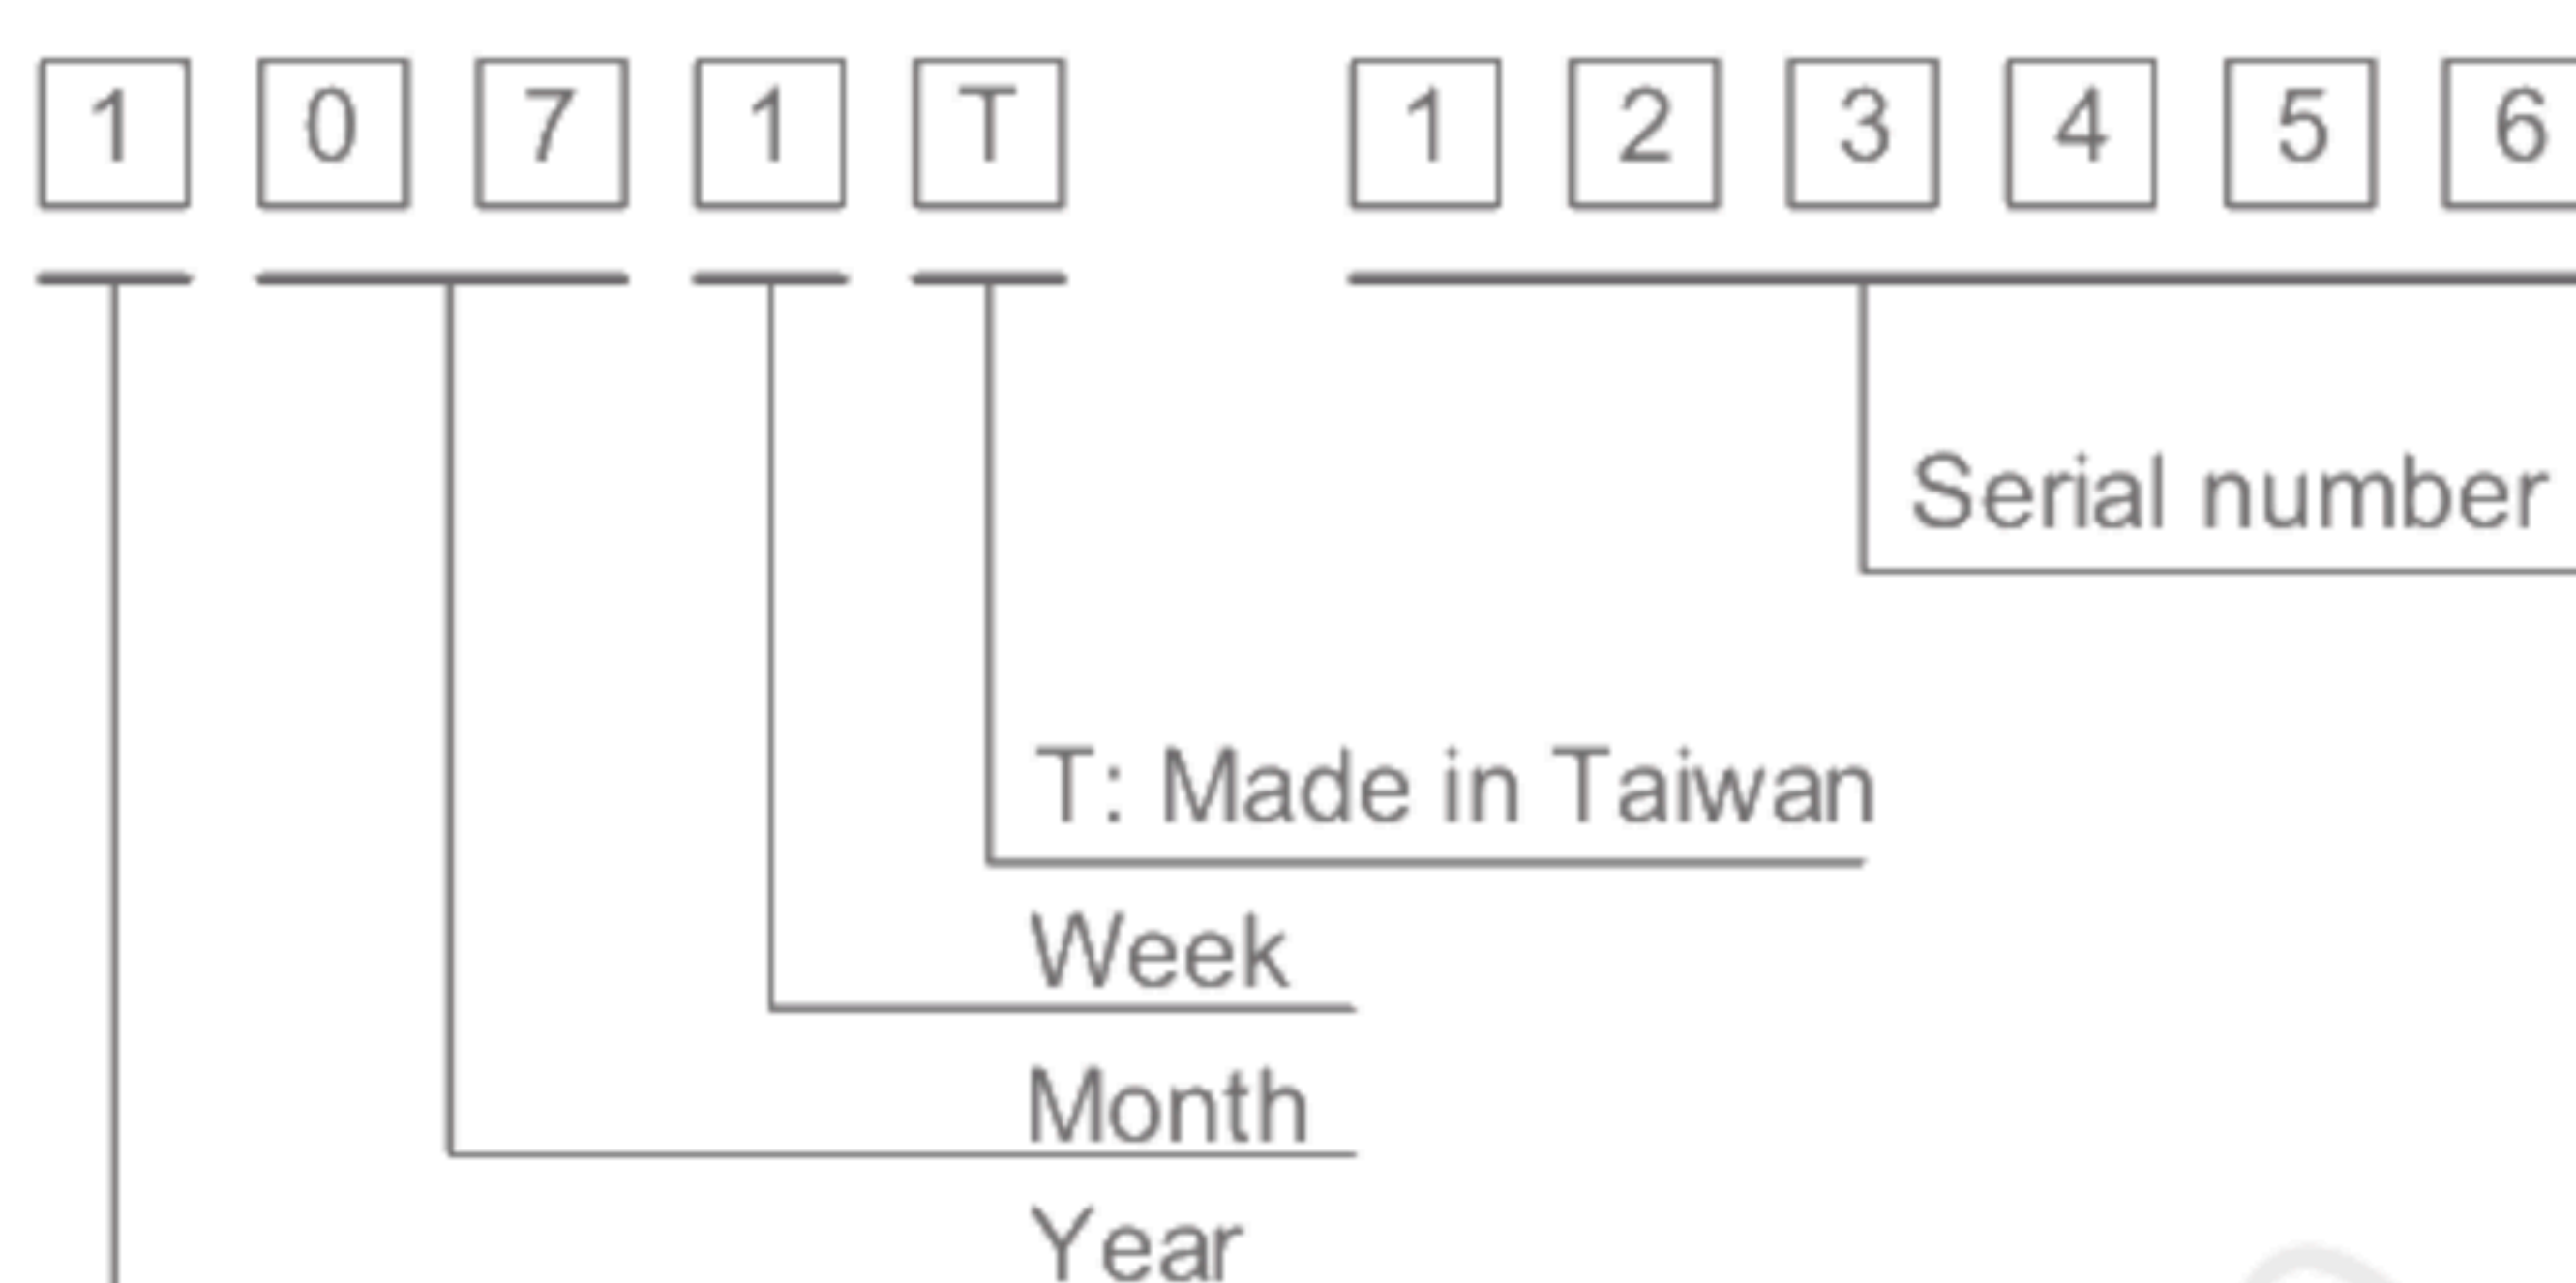 1 0 7 1 T 1 2 3 4 5 6
Serial number
T: Made in Taiwan
Week
Month
Year